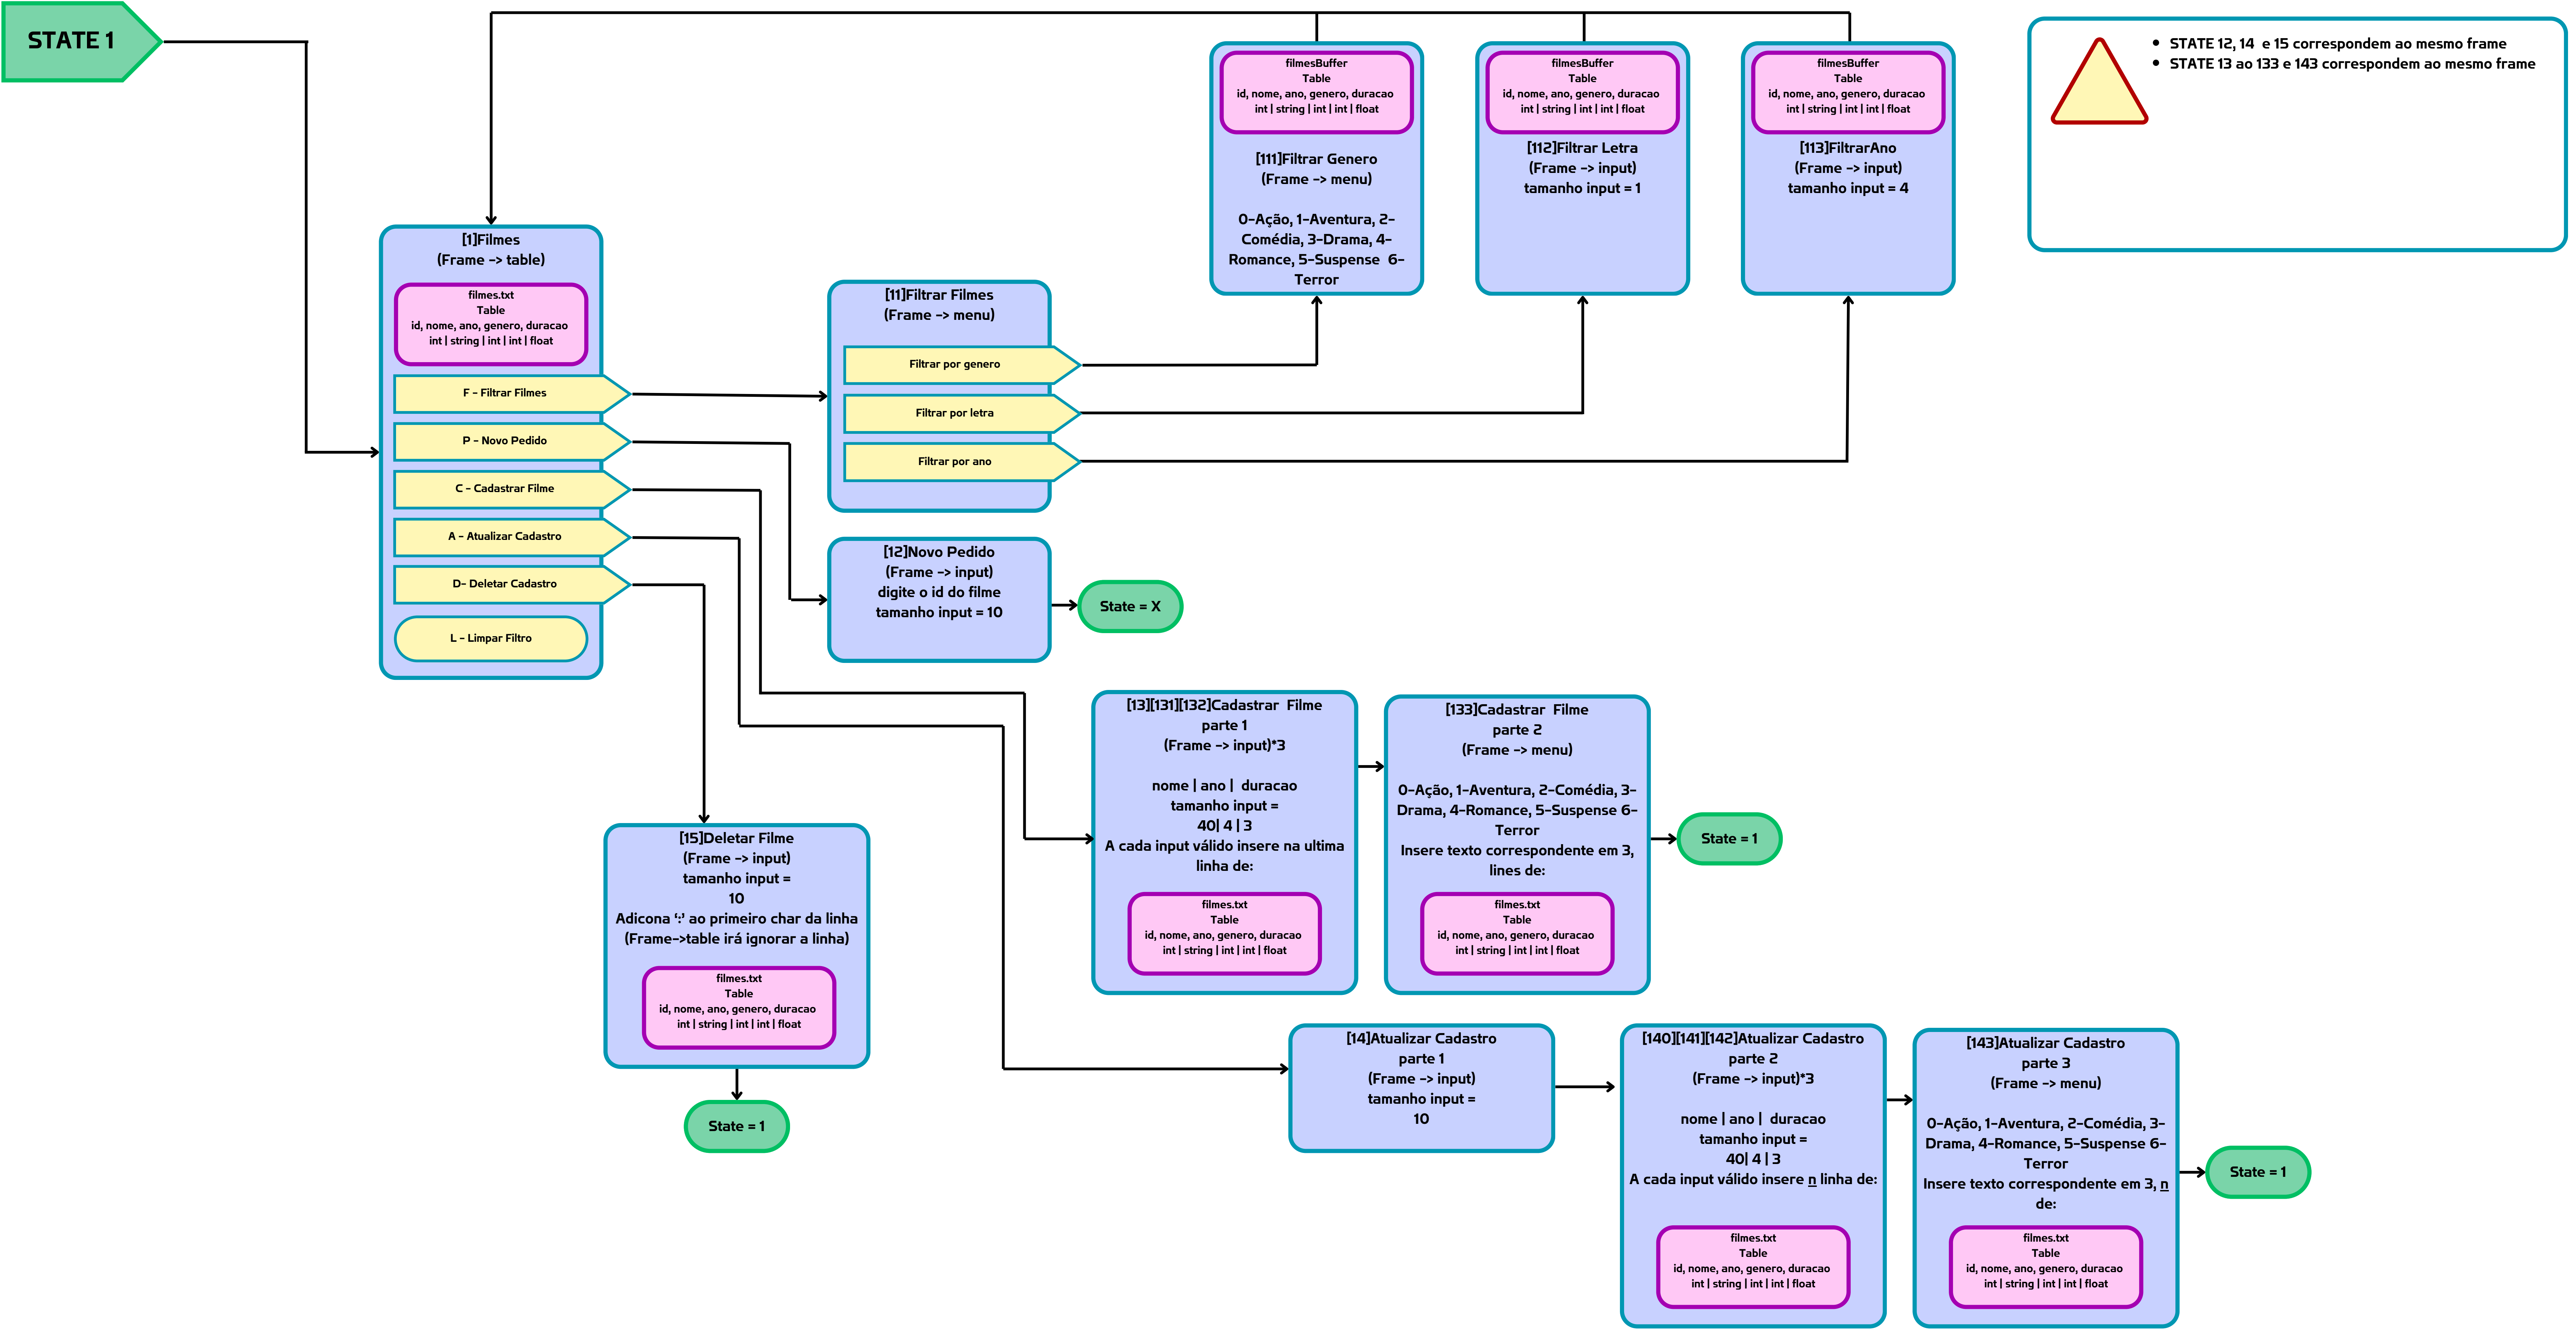 STATE 1
• STATE 12, 14  e 15 correspondem ao mesmo frame
• STATE 13 ao 133 e 143 correspondem ao mesmo frame
filmesBuffer
Table
id, nome, ano, genero, duracao
int | string | int | int | float
[111]Filtrar Genero
(Frame -> menu)
0-Ação, 1-Aventura, 2-
Comédia, 3-Drama, 4-
Romance, 5-Suspense  6-
Terror
filmesBuffer
Table
id, nome, ano, genero, duracao
int | string | int | int | float
[112]Filtrar Letra
(Frame -> input)
tamanho input = 1
filmesBuffer
Table
id, nome, ano, genero, duracao
int | string | int | int | float
[113]FiltrarAno
(Frame -> input)
tamanho input = 4
[1]Filmes
(Frame -> table)
filmes.txt
Table
id, nome, ano, genero, duracao
int | string | int | int | float
F - Filtrar Filmes
P - Novo Pedido
C - Cadastrar Filme
A - Atualizar Cadastro
D- Deletar Cadastro
L - Limpar Filtro
[11]Filtrar Filmes
(Frame -> menu)
Filtrar por genero
Filtrar por letra
Filtrar por ano
[12]Novo Pedido
(Frame -> input)
digite o id do filme
tamanho input = 10
State = X
[13][131][132]Cadastrar  Filme
parte 1
(Frame -> input)*3
nome | ano |  duracao
tamanho input =
40| 4 | 3
A cada input válido insere na ultima
linha de:
filmes.txt
Table
id, nome, ano, genero, duracao
int | string | int | int | float
[133]Cadastrar  Filme
parte 2
(Frame -> menu)
0-Ação, 1-Aventura, 2-Comédia, 3-
Drama, 4-Romance, 5-Suspense 6-
Terror
Insere texto correspondente em 3,
lines de:
filmes.txt
Table
id, nome, ano, genero, duracao
int | string | int | int | float
State = 1
[15]Deletar Filme
(Frame -> input)
tamanho input =
10
Adicona ‘:’ ao primeiro char da linha
(Frame->table irá ignorar a linha)
filmes.txt
Table
id, nome, ano, genero, duracao
int | string | int | int | float
State = 1
[14]Atualizar Cadastro
parte 1
(Frame -> input)
tamanho input =
10
[140][141][142]Atualizar Cadastro
parte 2
(Frame -> input)*3
nome | ano |  duracao
tamanho input =
40| 4 | 3
A cada input válido insere n linha de:
filmes.txt
Table
id, nome, ano, genero, duracao
int | string | int | int | float
[143]Atualizar Cadastro
parte 3
(Frame -> menu)
0-Ação, 1-Aventura, 2-Comédia, 3-
Drama, 4-Romance, 5-Suspense 6-
Terror
Insere texto correspondente em 3, n
de:
filmes.txt
Table
id, nome, ano, genero, duracao
int | string | int | int | float
State = 1